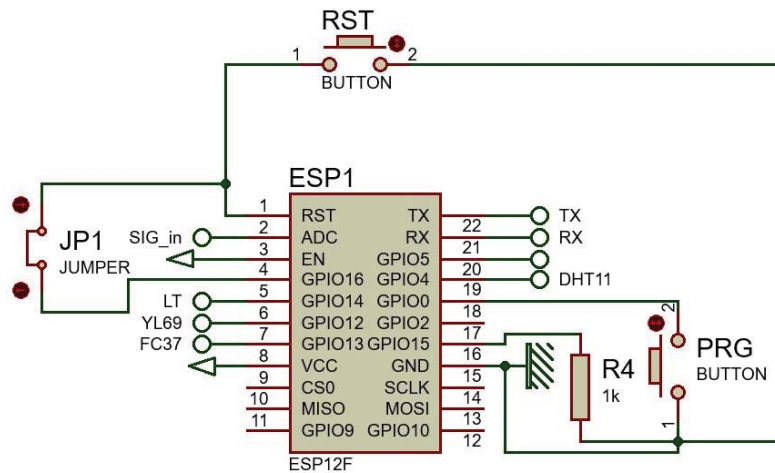 RST
1 2
BUTTON
ESP1
1 RST TX TX
2 SIG_in ADC RX 22 RX
3 EN GPIO5 21
4 GPIO16 GPIO4 20 DHT11
JP1
JUMPER
5 LT GPIO14 GPIO0 19
6 YL69 GPIO12 GPIO2 18
7 FC37 GPIO13 GPIO15 17
8 VCC GND 16
9 CS0 SCLK 15
10 MISO MOSI 14
11 GPIO9 GPIO10 13
12
ESP12F
R4
1k
2
PRG
BUTTON
1